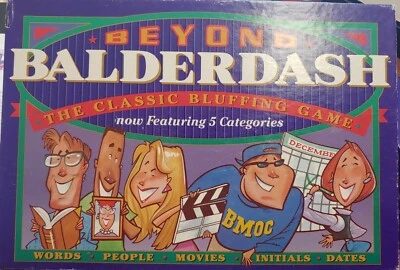 BEYOND
BALDERDASH
THE CLASSIC BLUFFING GAME
now Featuring 5 Categories
DECEMBER
BMOC
WORDS • PEOPLE • MOVIES • INITIALS • DATES